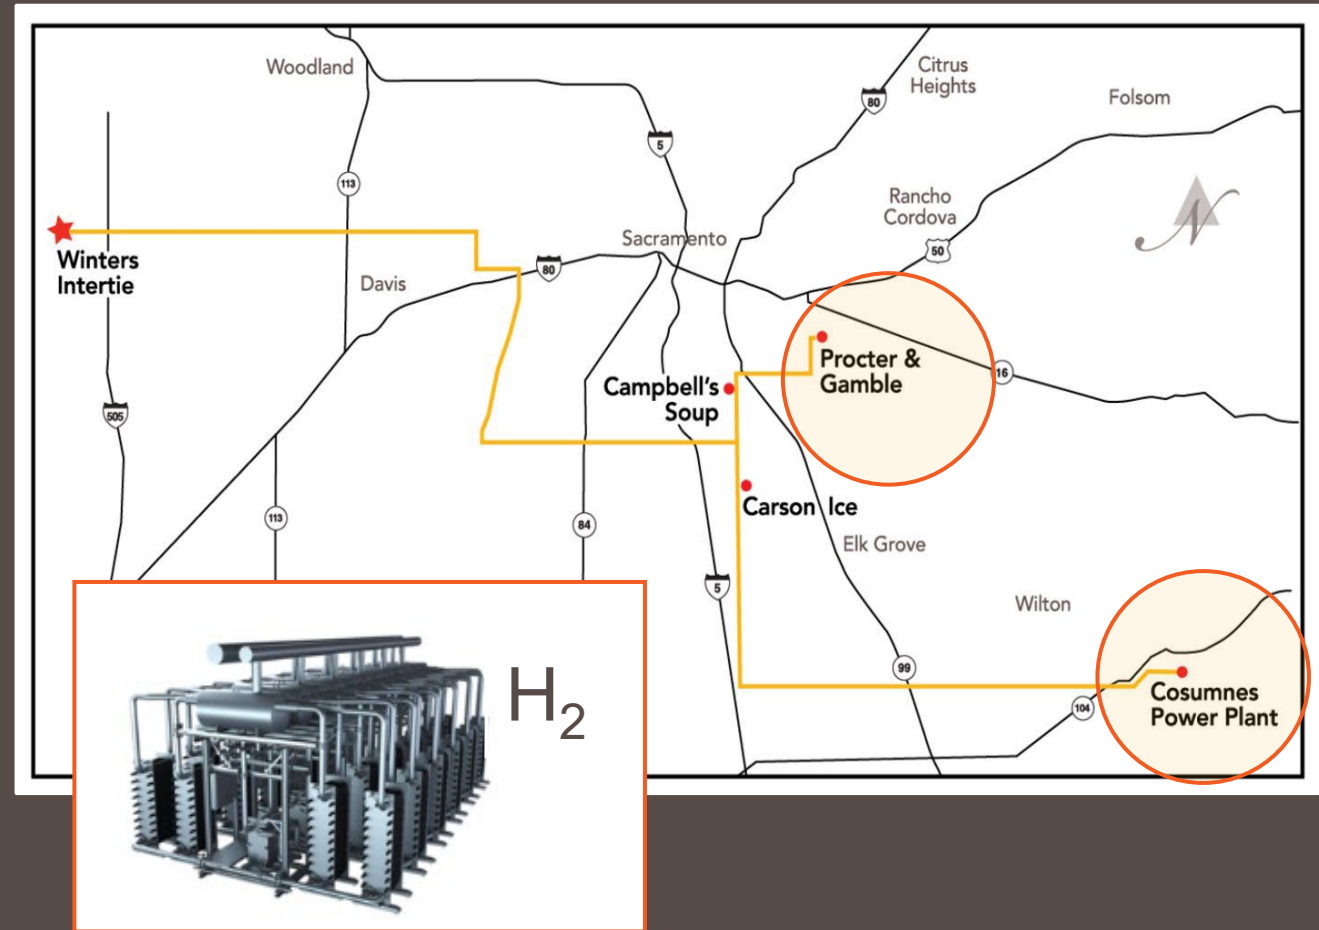 Woodland
Citrus
Heights
80
Folsom
5
113
Rancho
Cordova
N
Sacramento
50
Winters
Intertie
80
Davis
Procter &
Gamble
16
Campbell's
Soup
505
Carson Ice
113
84
Elk Grove
5
Wilton
99
H2
Cosumnes
Power Plant
104